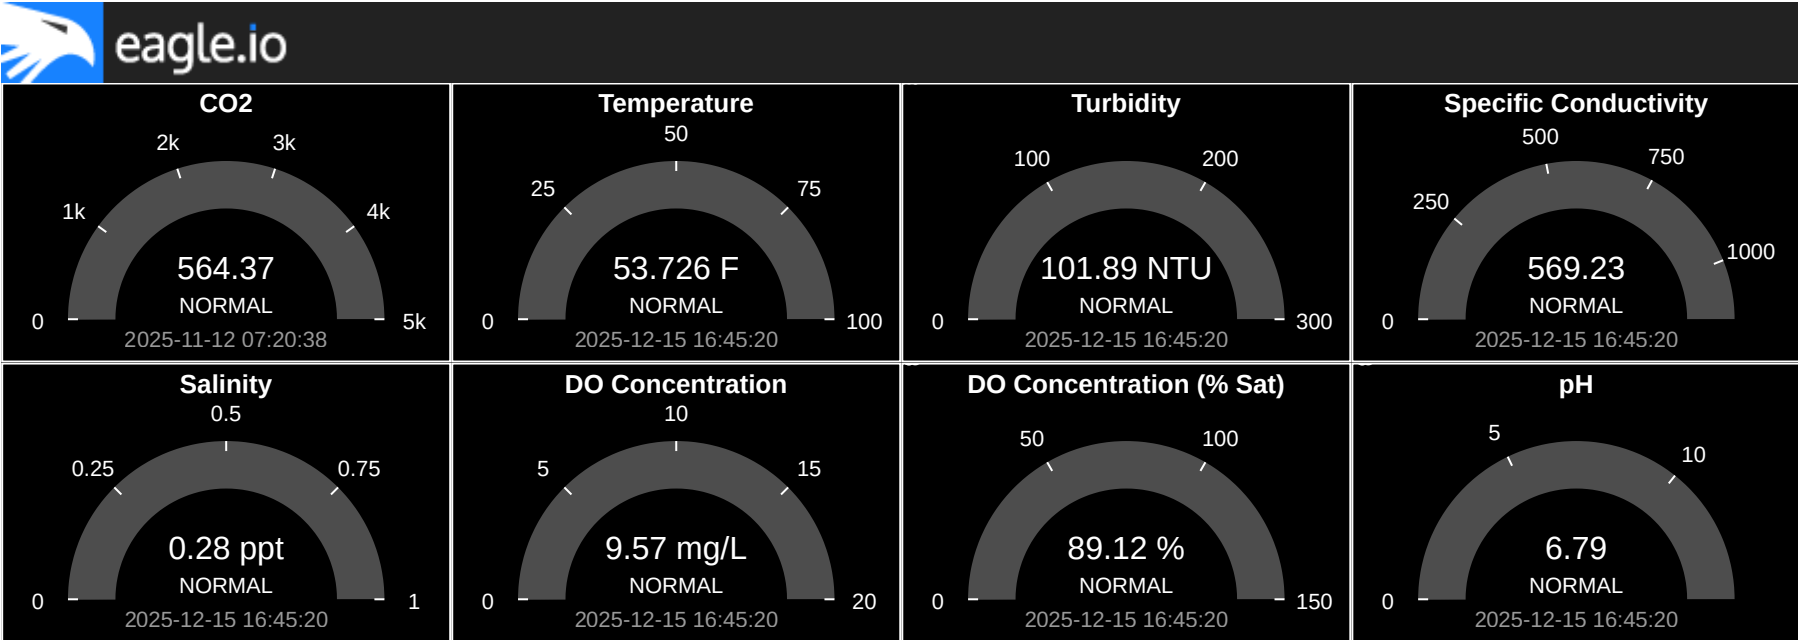 eagle.io
CO2
2k 3k
1k 4k
564.37
NORMAL
0 5k
2025-11-12 07:20:38
Temperature
50
25 75
53.726 F
NORMAL
0 100
2025-12-15 16:45:20
Turbidity
100 200
101.89 NTU
NORMAL
0 300
2025-12-15 16:45:20
Specific Conductivity
500
750
250
1000
569.23
NORMAL
0
2025-12-15 16:45:20
Salinity
0.5
0.25 0.75
0.28 ppt
NORMAL
0 1
2025-12-15 16:45:20
DO Concentration
10
5 15
9.57 mg/L
NORMAL
0 20
2025-12-15 16:45:20
DO Concentration (% Sat)
50 100
89.12 %
NORMAL
0 150
2025-12-15 16:45:20
pH
5
10
6.79
NORMAL
0
2025-12-15 16:45:20